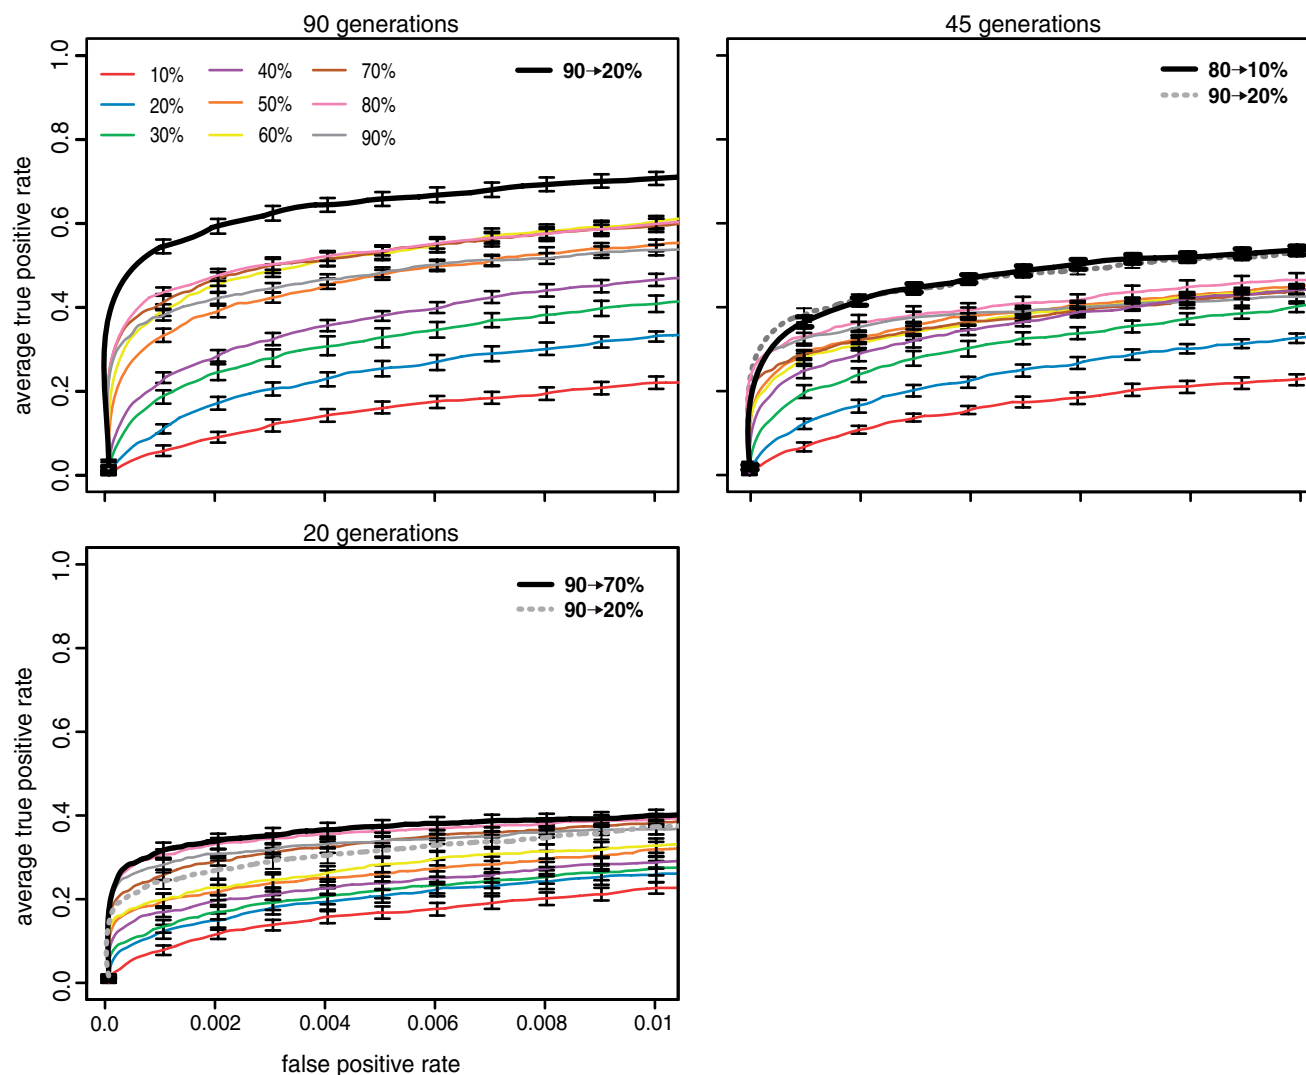 90 generations
1.0
0.8
0.6
0.4
0.2
0.0
average true positive rate
10% 40% 70%
20% 50% 80%
30% 60% 90%
90→20%
45 generations
80→10%
90→20%
20 generations
1.0
0.8
0.6
0.4
0.2
0.0
average true positive rate
90→70%
90→20%
0.0 0.002 0.004 0.006 0.008 0.01
false positive rate